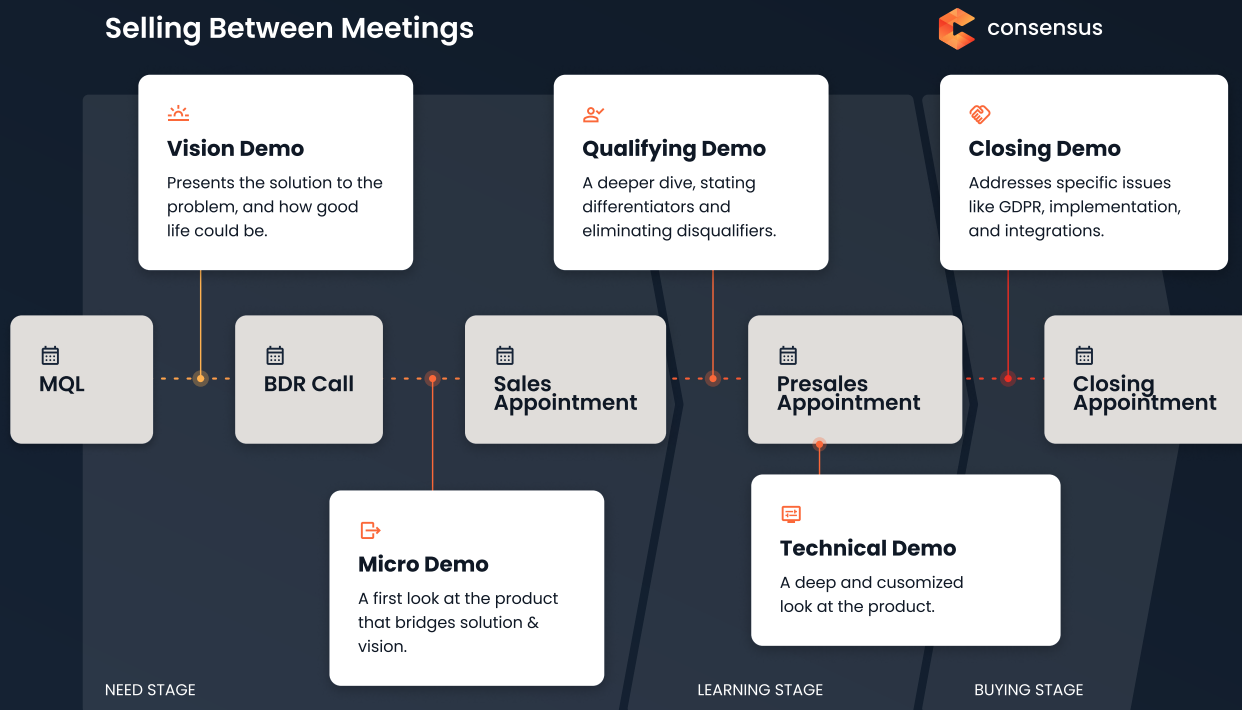 Selling Between Meetings
consensus
Vision Demo
Presents the solution to the
problem, and how good
life could be.
Qualifying Demo
A deeper dive, stating
differentiators and
eliminating disqualifiers.
Closing Demo
Addresses specific issues
like GDPR, implementation,
and integrations.
MQL
BDR Call
Sales
Appointment
Presales
Appointment
Closing
Appointment
Micro Demo
A first look at the product
that bridges solution &
vision.
Technical Demo
A deep and cusomized
look at the product.
NEED STAGE
LEARNING STAGE
BUYING STAGE